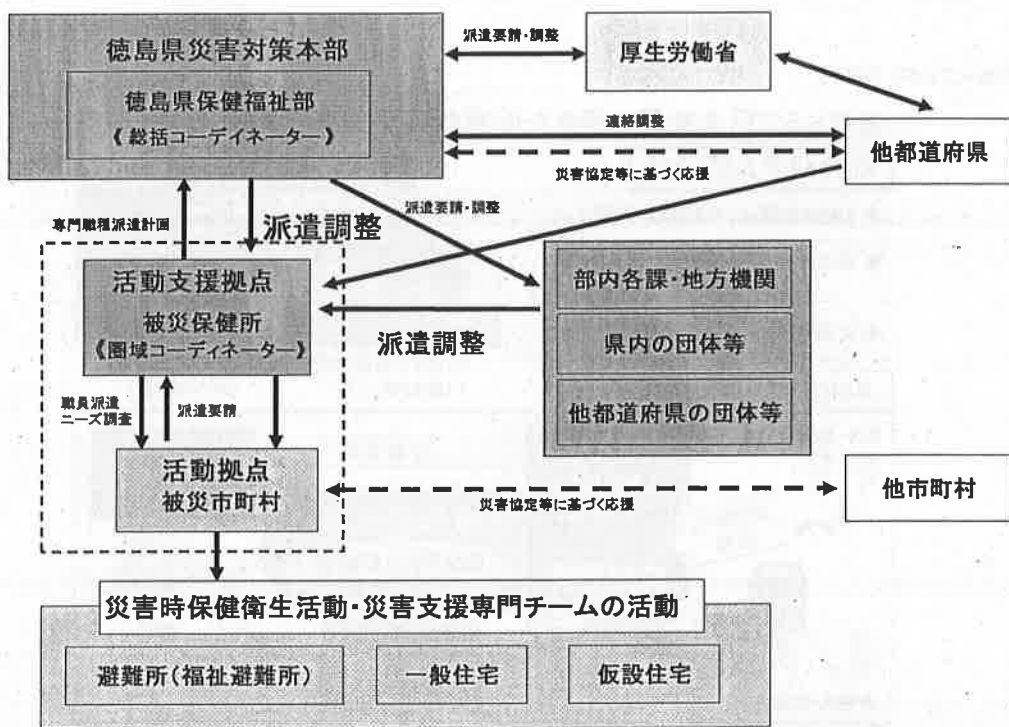 徳島県災害対策本部
徳島県保健福祉部
《総括コーデイネーター》
派遣要請・調整
厚生労働省
連絡調整
災害協定等に基づく応援
他都道府県
専門職種派遣計画
派遣調整
派遣要請・調整
活動支援拠点
被災保健所
《圏域コーディネーター》
派遣調整
部内各課・地方機関
県内の団体等
他都道府県の団体等
職員派遣
ニーズ調査
派遣要請
活動拠点
被災市町村
災害協定等に基づく応援
他市町村
災害時保健衛生活動・災害支援専門チームの活動
避難所(福祉避難所)
一般住宅
仮設住宅